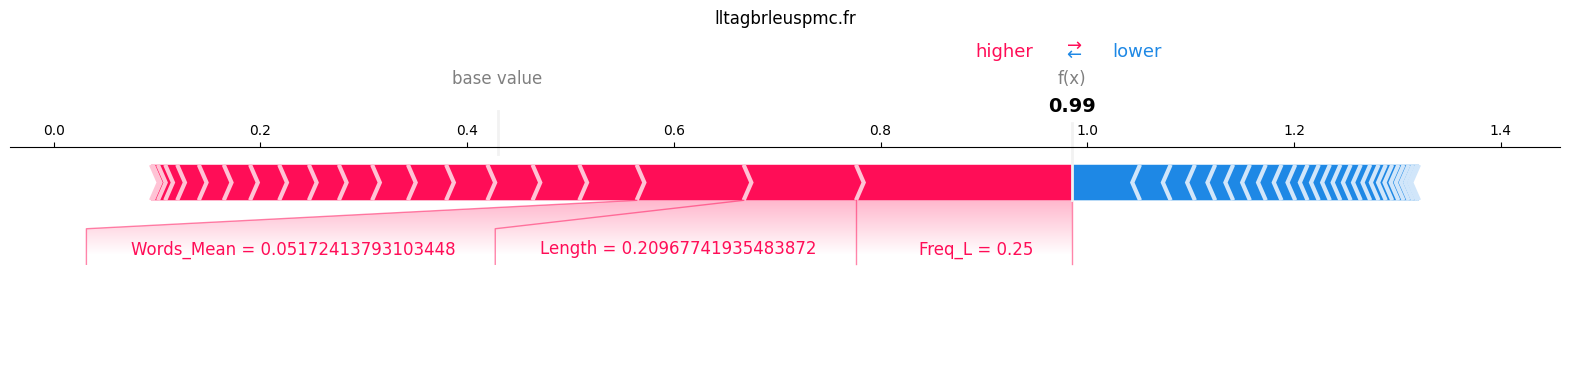 lltagbrleuspmc.fr
higher → ← lower
base value f(x)
0.99
0.0 0.2 0.4 0.6 0.8 1.0 1.2 1.4
Words_Mean = 0.05172413793103448 Length = 0.20967741935483872 Freq_L = 0.25